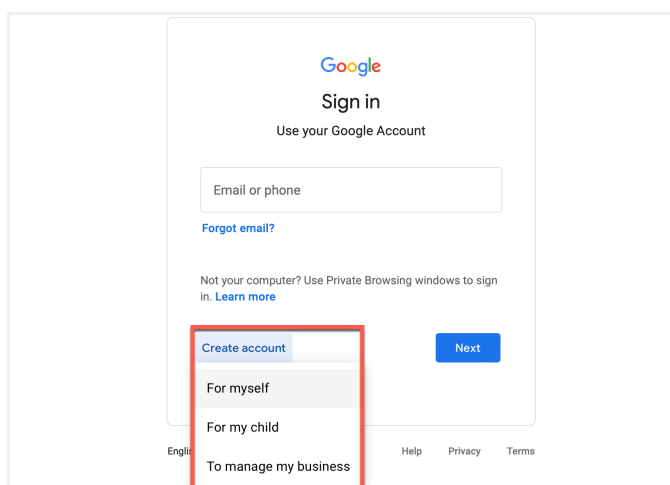 Google
Sign in
Use your Google Account
Email or phone
Forgot email?
Not your computer? Use Private Browsing windows to sign
in. Learn more
Create account
Next
For myself
For my child
Help Privacy Terms
To manage my business